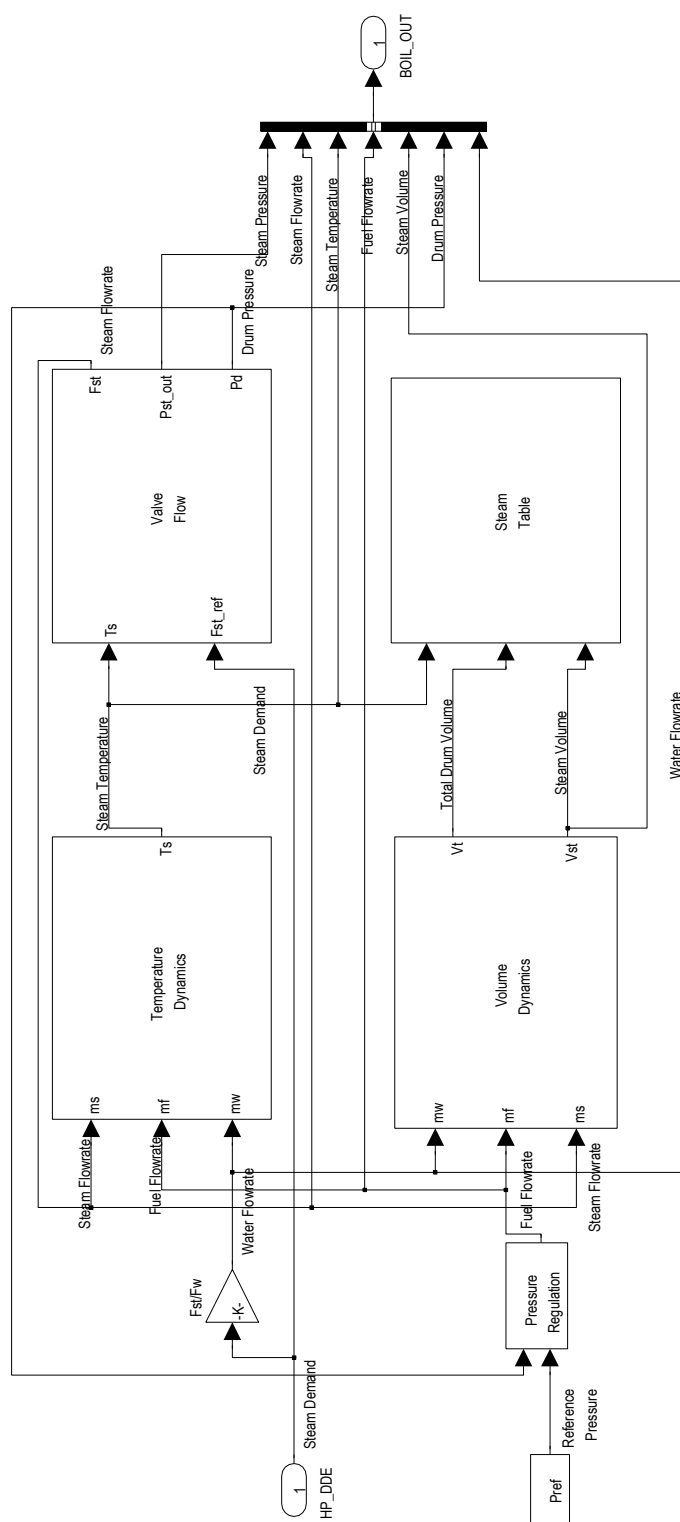 1
HP_DDE
Steam Demand
Pref
Reference
Pressure
Pressure
Regulation
Fst/Fw
-K-
Water Flowrate
Steam Flowrate
Fuel Flowrate
ms
mf
mw
Temperature
Dynamics
Ts
Steam Temperature
Fuel Flowrate
Steam Flowrate
mw
mf
ms
Volume
Dynamics
Vt
Vst
Total Drum Volume
Steam Volume
Steam Demand
Ts
Fst_ref
Valve
Flow
Fst
Pst_out
Pd
Steam Flowrate
Drum Pressure
Steam
Table
Water Flowrate
Steam Pressure
Steam Flowrate
Steam Temperature
Fuel Flowrate
Steam Volume
Drum Pressure
1
BOIL_OUT